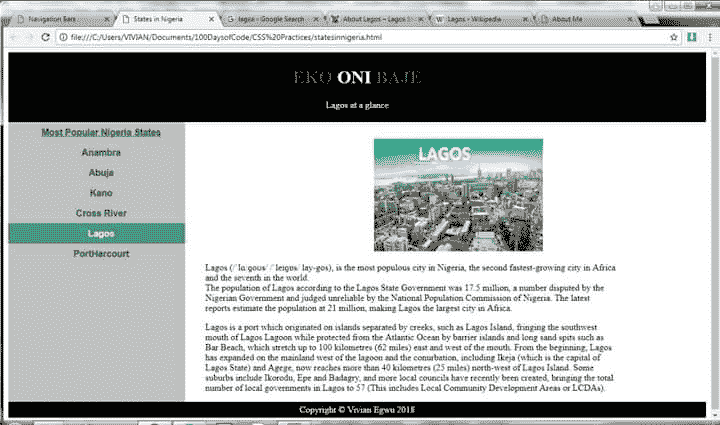 Navigation Bars
States in Nigeria
lagos - Google Search
About Lagos – Lagos S
Lagos - Wikipedia
About Me
file:///C:/Users/VIVIAN/Documents/100DaysofCode/CSS%20Practices/statesinnigeria.html
EKO ONI BAJE
Lagos at a glance
Most Popular Nigeria States
Anambra
Abuja
Kano
Cross River
Lagos
PortHarcourt
LAGOS
Lagos (/ˈleɪɡɒs/ lay-gos), is the most populous city in Nigeria, the second fastest-growing city in Africa
and the seventh in the world.
The population of Lagos according to the Lagos State Government was 17.5 million, a number disputed by the
Nigerian Government and judged unreliable by the National Population Commission of Nigeria. The latest
reports estimate the population at 21 million, making Lagos the largest city in Africa.
Lagos is a port which originated on islands separated by creeks, such as Lagos Island, fringing the southwest
mouth of Lagos Lagoon while protected from the Atlantic Ocean by barrier islands and long sand spits such as
Bar Beach, which stretch up to 100 kilometres (62 miles) east and west of the mouth. From the beginning, Lagos
has expanded on the mainland west of the lagoon and the conurbation, including Ikeja (which is the capital of
Lagos State) and Agege, now reaches more than 40 kilometres (25 miles) north-west of Lagos Island. Some
suburbs include Ikorodu, Epe and Badagry, and more local councils have recently been created, bringing the total
number of local governments in Lagos to 57 (This includes Local Community Development Areas or LCDAs).
Copyright © Vivian Egwu 2018